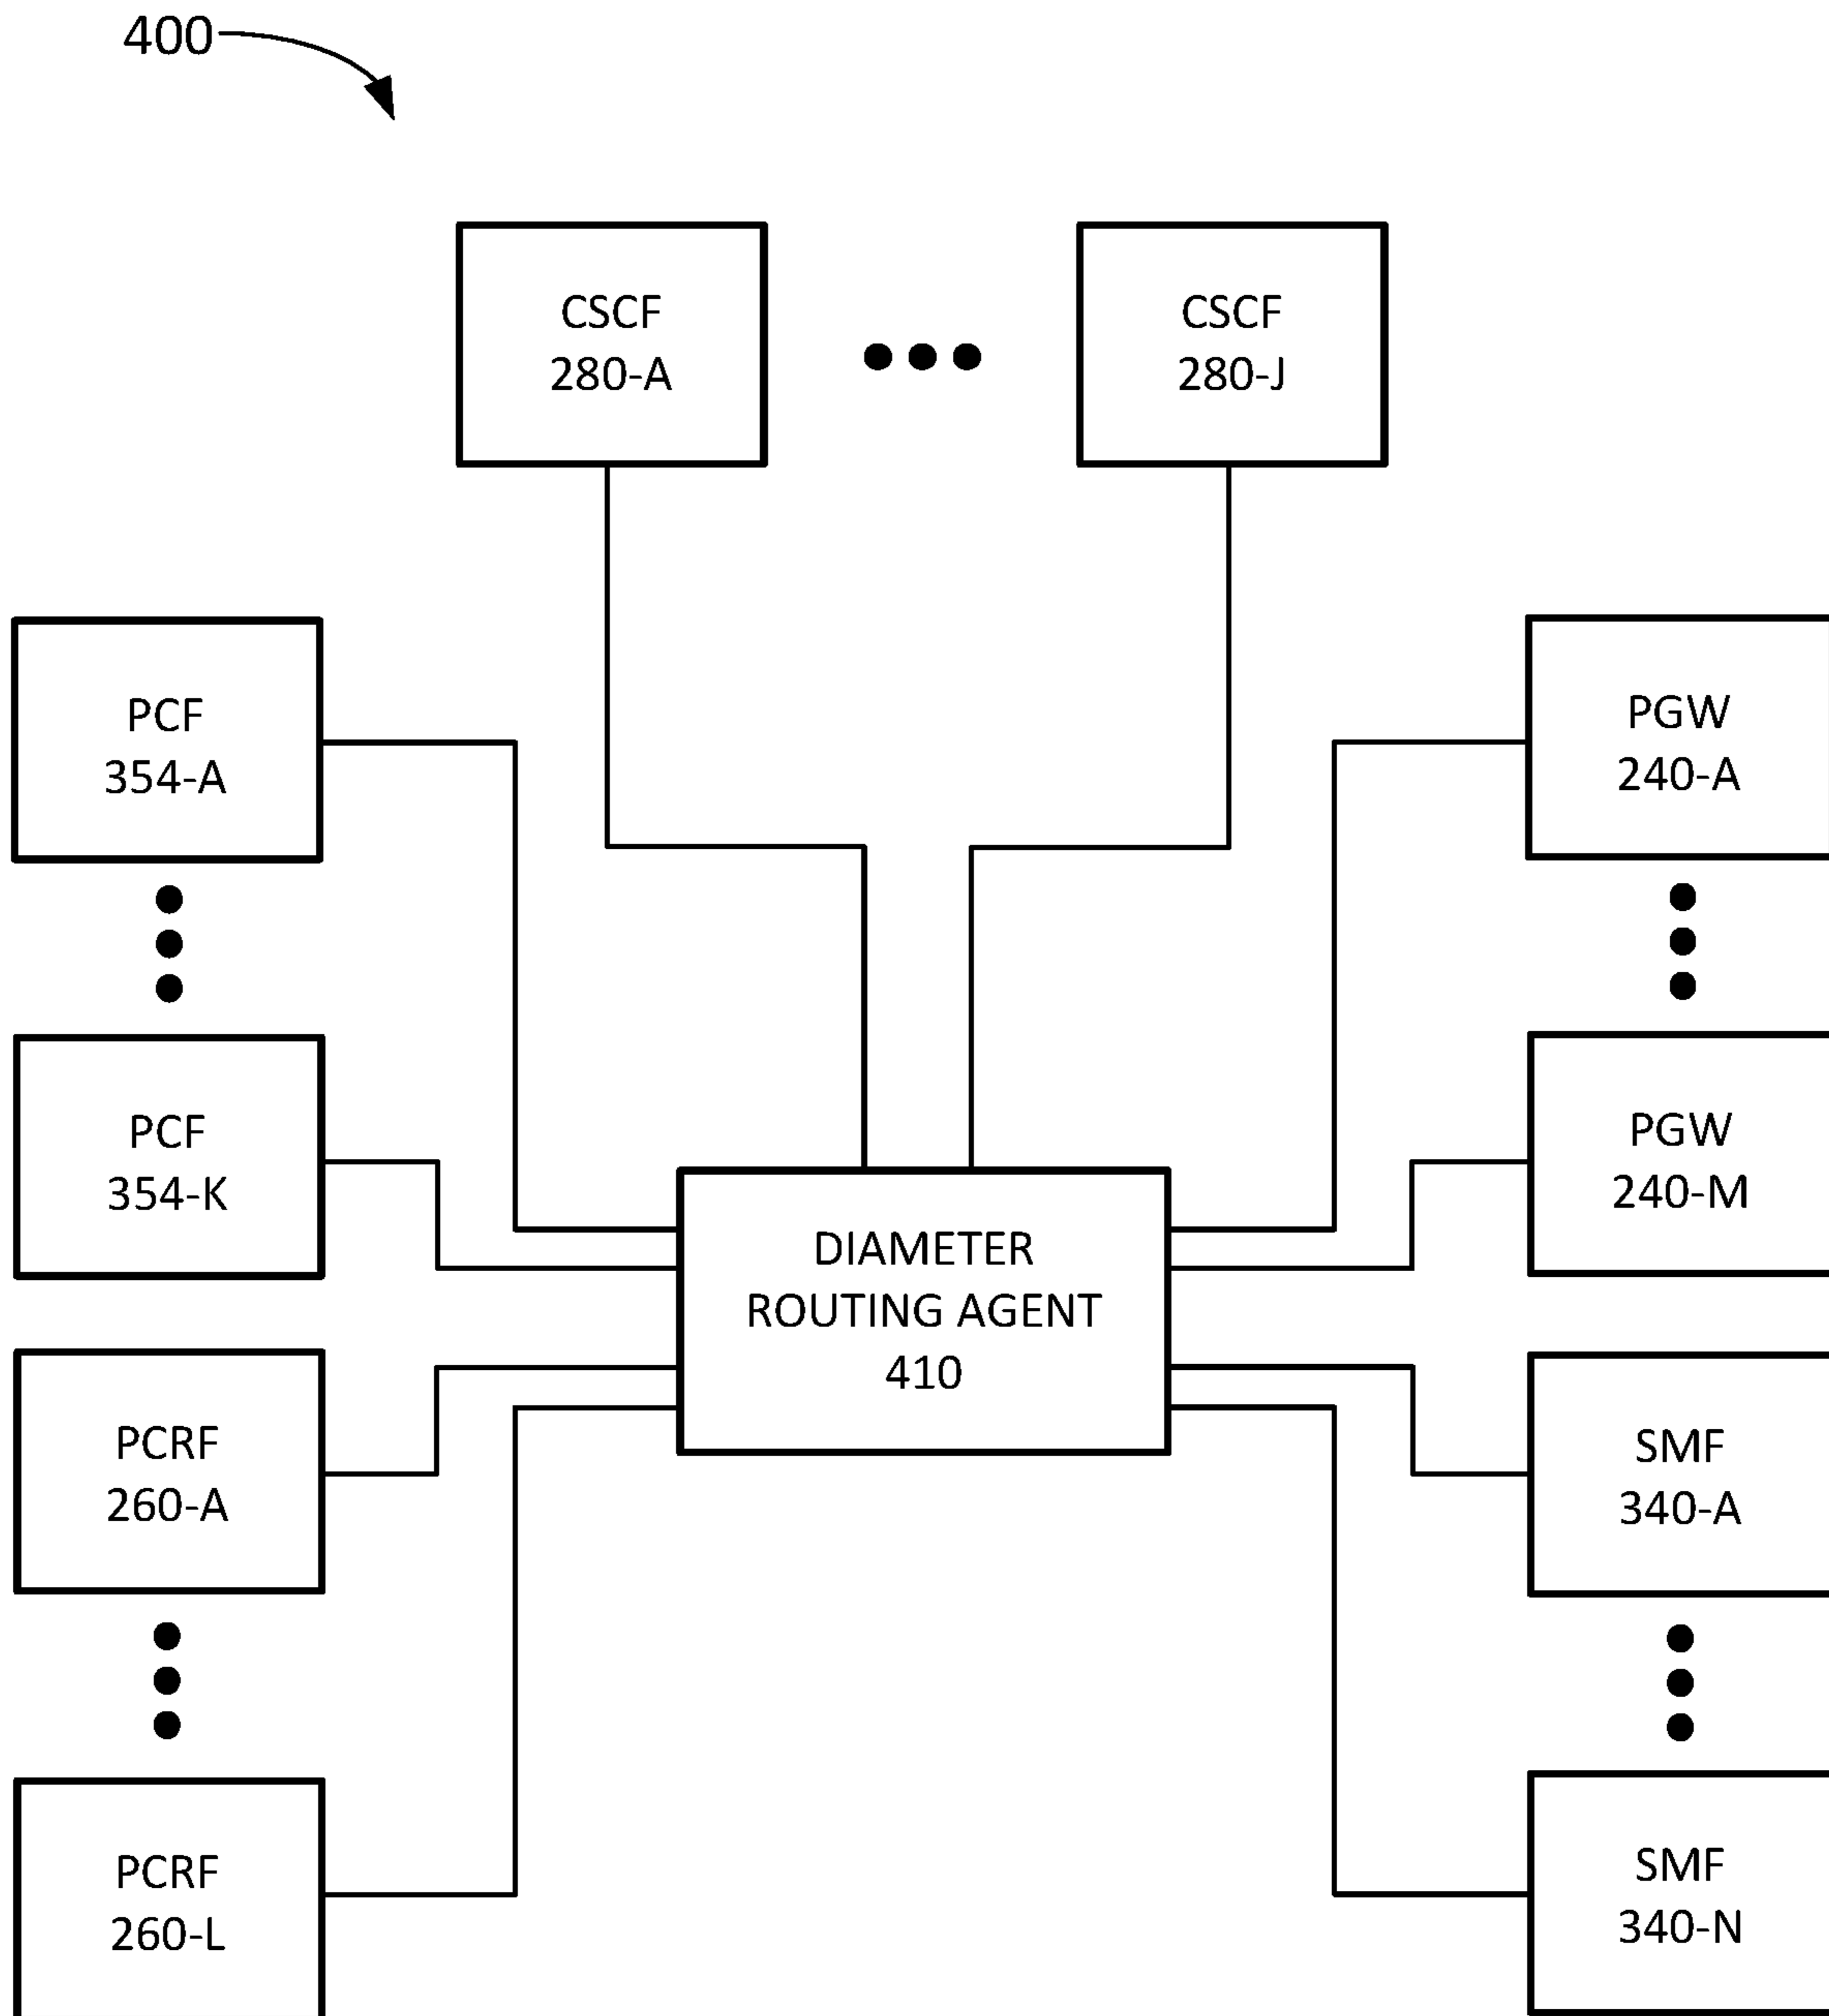 400
CSCF
280-A
CSCF
280-J
PCF
354-A
PGW
240-A
PCF
354-K
PGW
240-M
DIAMETER
ROUTING AGENT
410
PCRF
260-A
SMF
340-A
PCRF
260-L
SMF
340-N